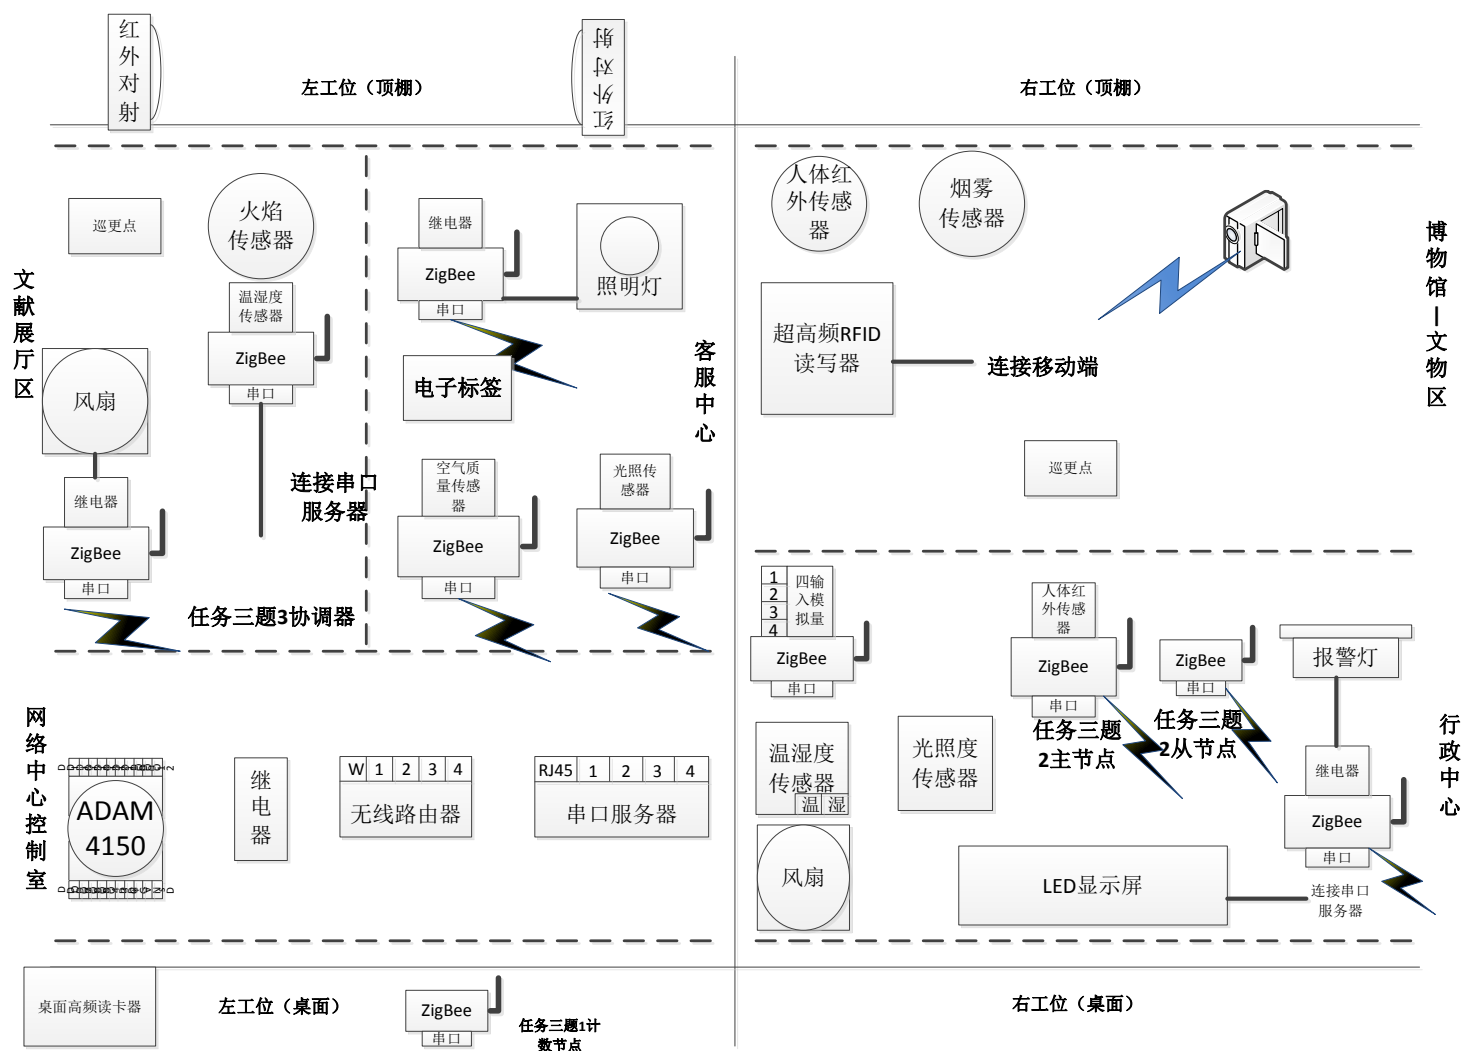 红
外
对
射
红外对射
左工位（顶棚）
右工位（顶棚）
巡更点
火焰
传感器
温湿度
传感器
ZigBee
串口
文
献
展
厅
区
风扇
继电器
ZigBee
串口
连接串口
服务器
任务三题3协调器
继电器
ZigBee
串口
照明灯
电子标签
客
服
中
心
空气质
量传感
器
ZigBee
串口
光照传
感器
ZigBee
串口
人体红
外传感
器
烟雾
传感器
超高频RFID
读写器
连接移动端
巡更点
博
物
馆
|
文
物
区
网
络
中
心
控
制
室
ADAM
4150
继
电
器
W 1 2 3 4
无线路由器
RJ45 1 2 3 4
串口服务器
1
2
3
4
四输
入模
拟量
ZigBee
串口
人体红
外传感
器
ZigBee
串口
任务三题
2主节点
ZigBee
串口
任务三题
2从节点
报警灯
继电器
ZigBee
串口
连接串口
服务器
温湿度
传感器
温 湿
光照度
传感器
风扇
LED显示屏
行
政
中
心
桌面高频读卡器
左工位（桌面）
ZigBee
串口
任务三题1计
数节点
右工位（桌面）